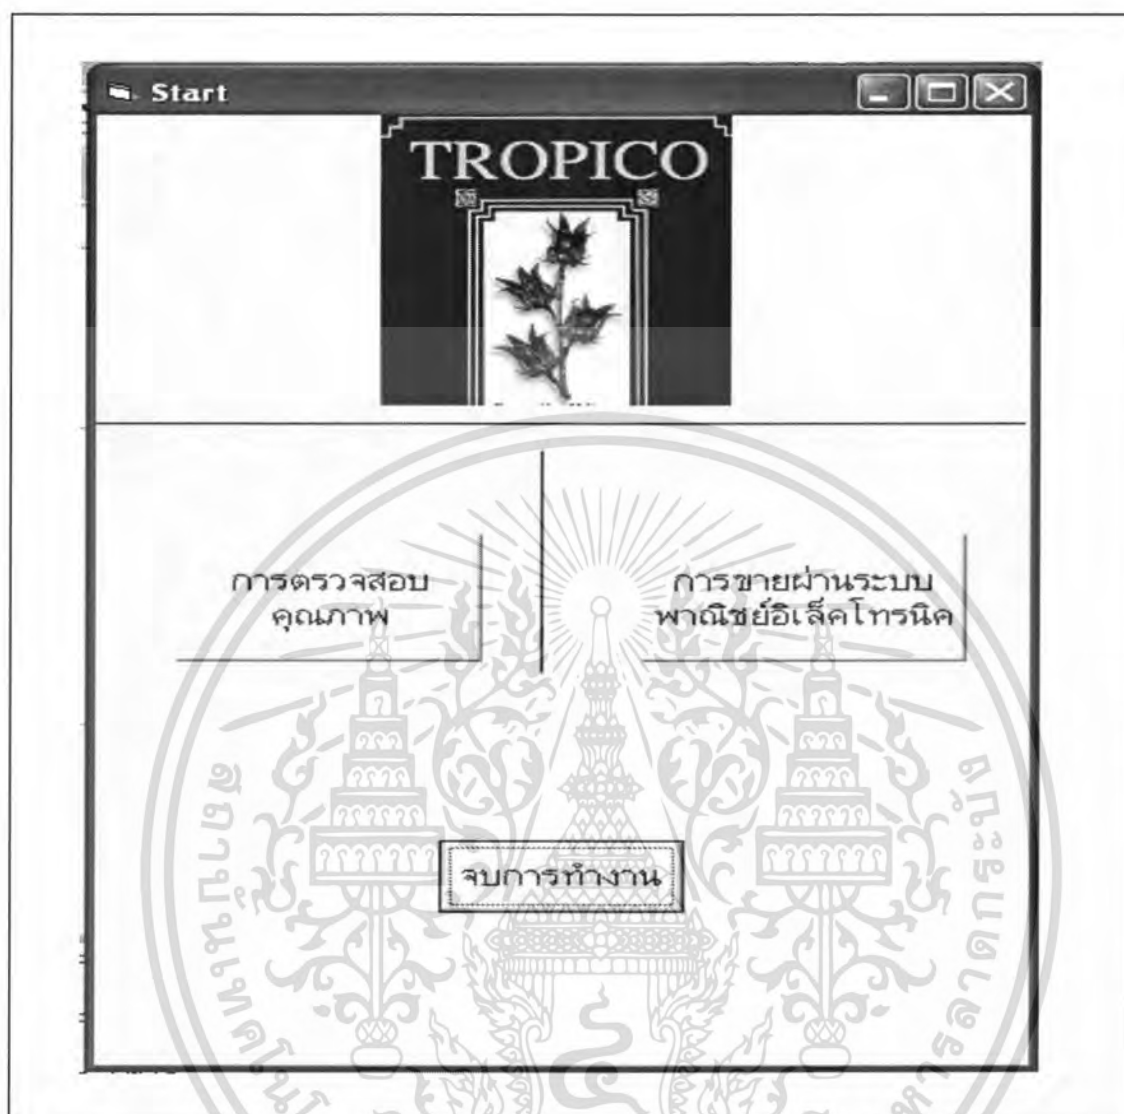 Start
TROPICO
การตรวจสอบ
คุณภาพ
การขายผ่านระบบ
พาณิชย์อิเล็คโทรนิค
จบการทำงาน